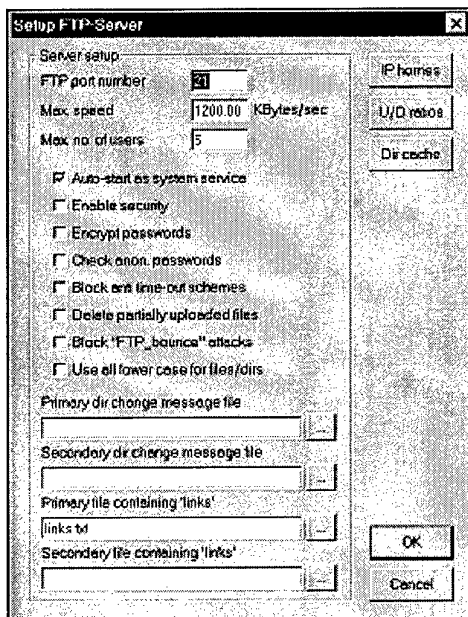 Setup FTP-Server
Server setup
FTP port number 21
Max. speed 1200.00 KBytes/sec
Max. no. of users 5
Auto-start as system service
Enable security
Encrypt passwords
Check anon. passwords
Block anti time-out schemes
Delete partially uploaded files
Block "FTP_bounce" attacks
Use all lower case for files/dirs
Primary dir change message file
...
Secondary dir change message file
...
Primary file containing 'links'
links.txt ...
Secondary file containing 'links'
...
IP homes
U/D ratios
Dir cache
OK
Cancel